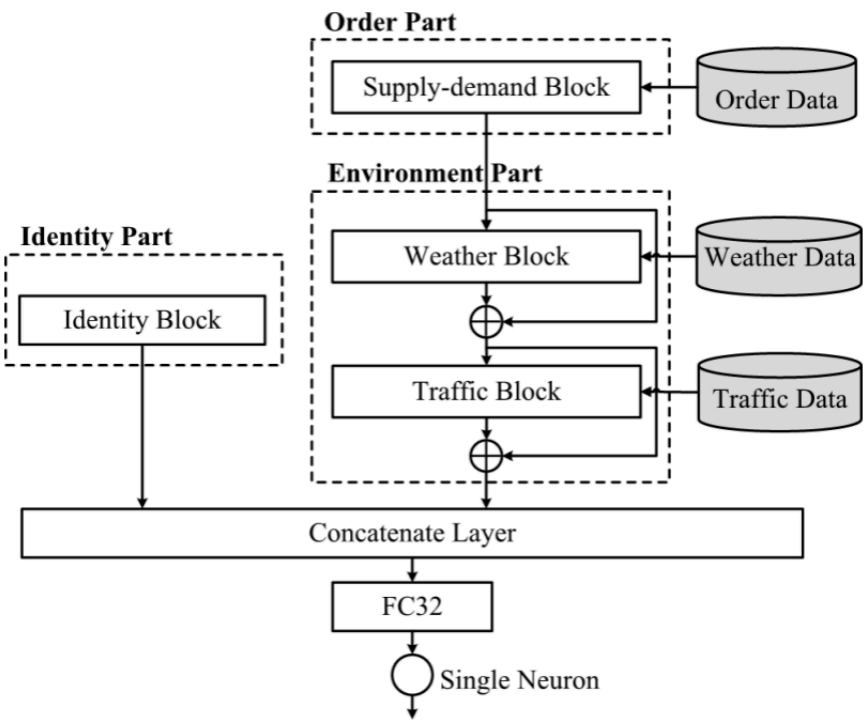 Order Part
Supply-demand Block
Order Data
Environment Part
Identity Part
Weather Block
Weather Data
Identity Block
Traffic Block
Traffic Data
Concatenate Layer
FC32
Single Neuron